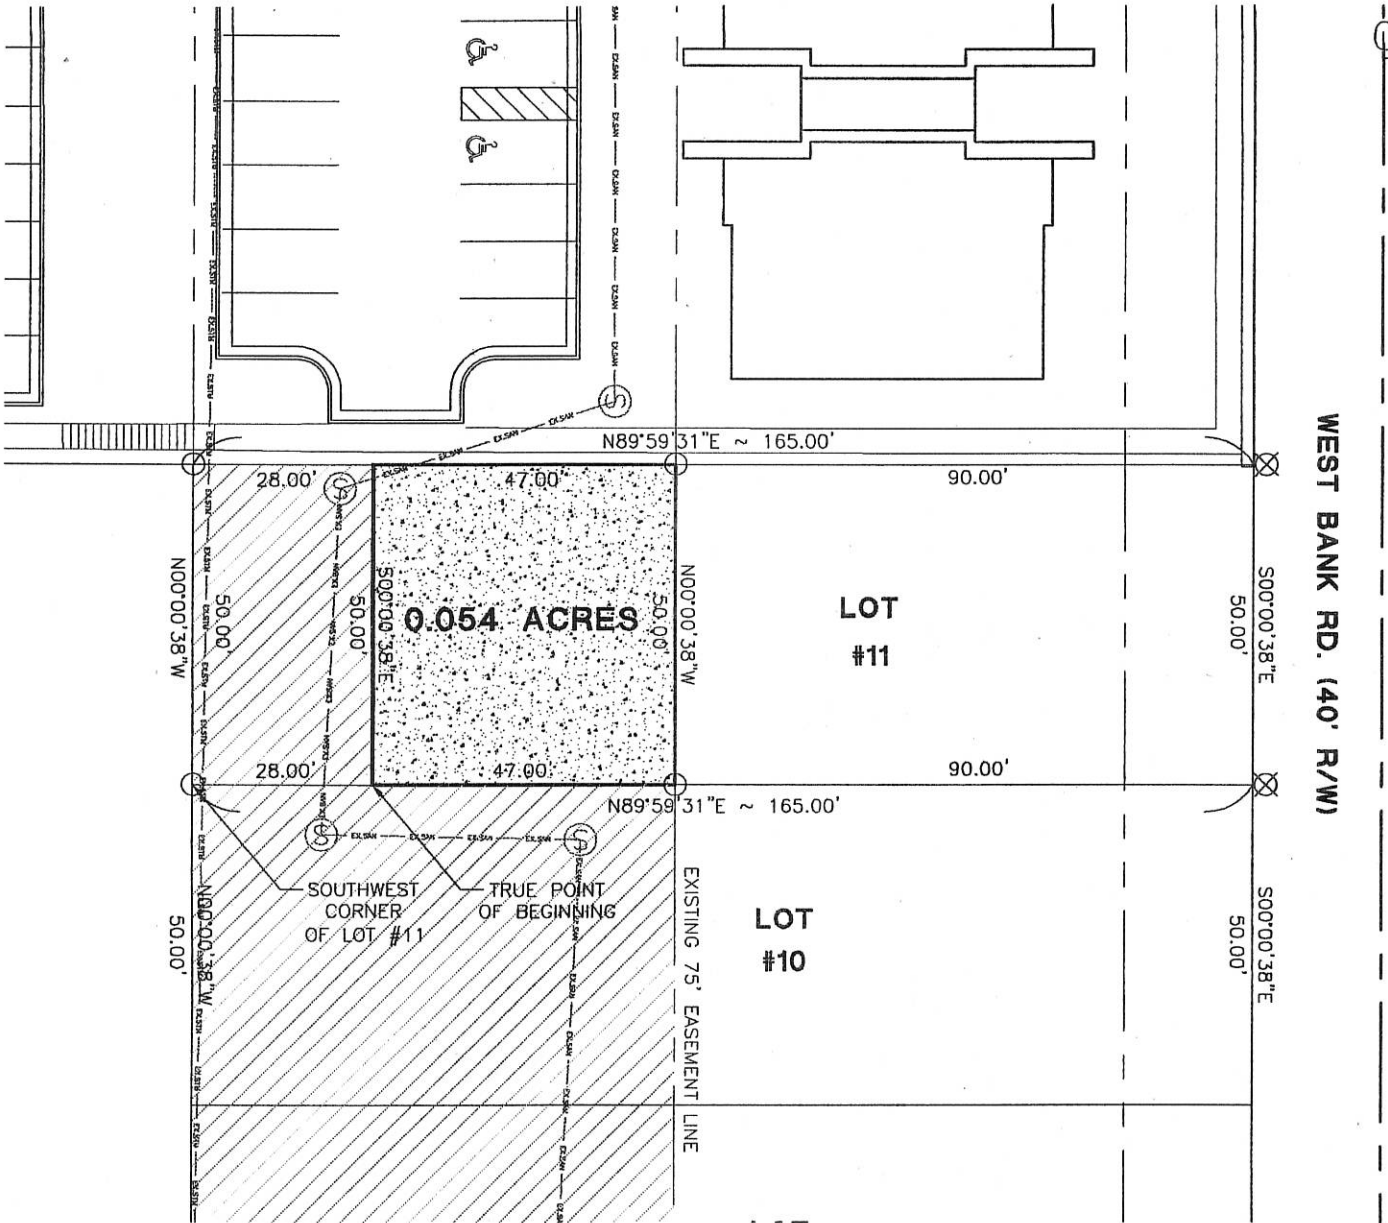 EX.SAN
EX.STM
N89°59'31"E ~ 165.00'
28.00'
47.00'
90.00'
N00°00'38"W
50.00'
50.00'
S00°00'38"E
0.054 ACRES
50.00'
N00°00'38"W
LOT
#11
50.00'
S00°00'38"E
WEST BANK RD. (40' R/W)
28.00'
47.00'
90.00'
N89°59'31"E ~ 165.00'
S
S
S
S
SOUTHWEST
CORNER
OF LOT #11
TRUE POINT
OF BEGINNING
50.00'
N00°00'38"W
EXISTING 75' EASEMENT LINE
LOT
#10
50.00'
S00°00'38"E